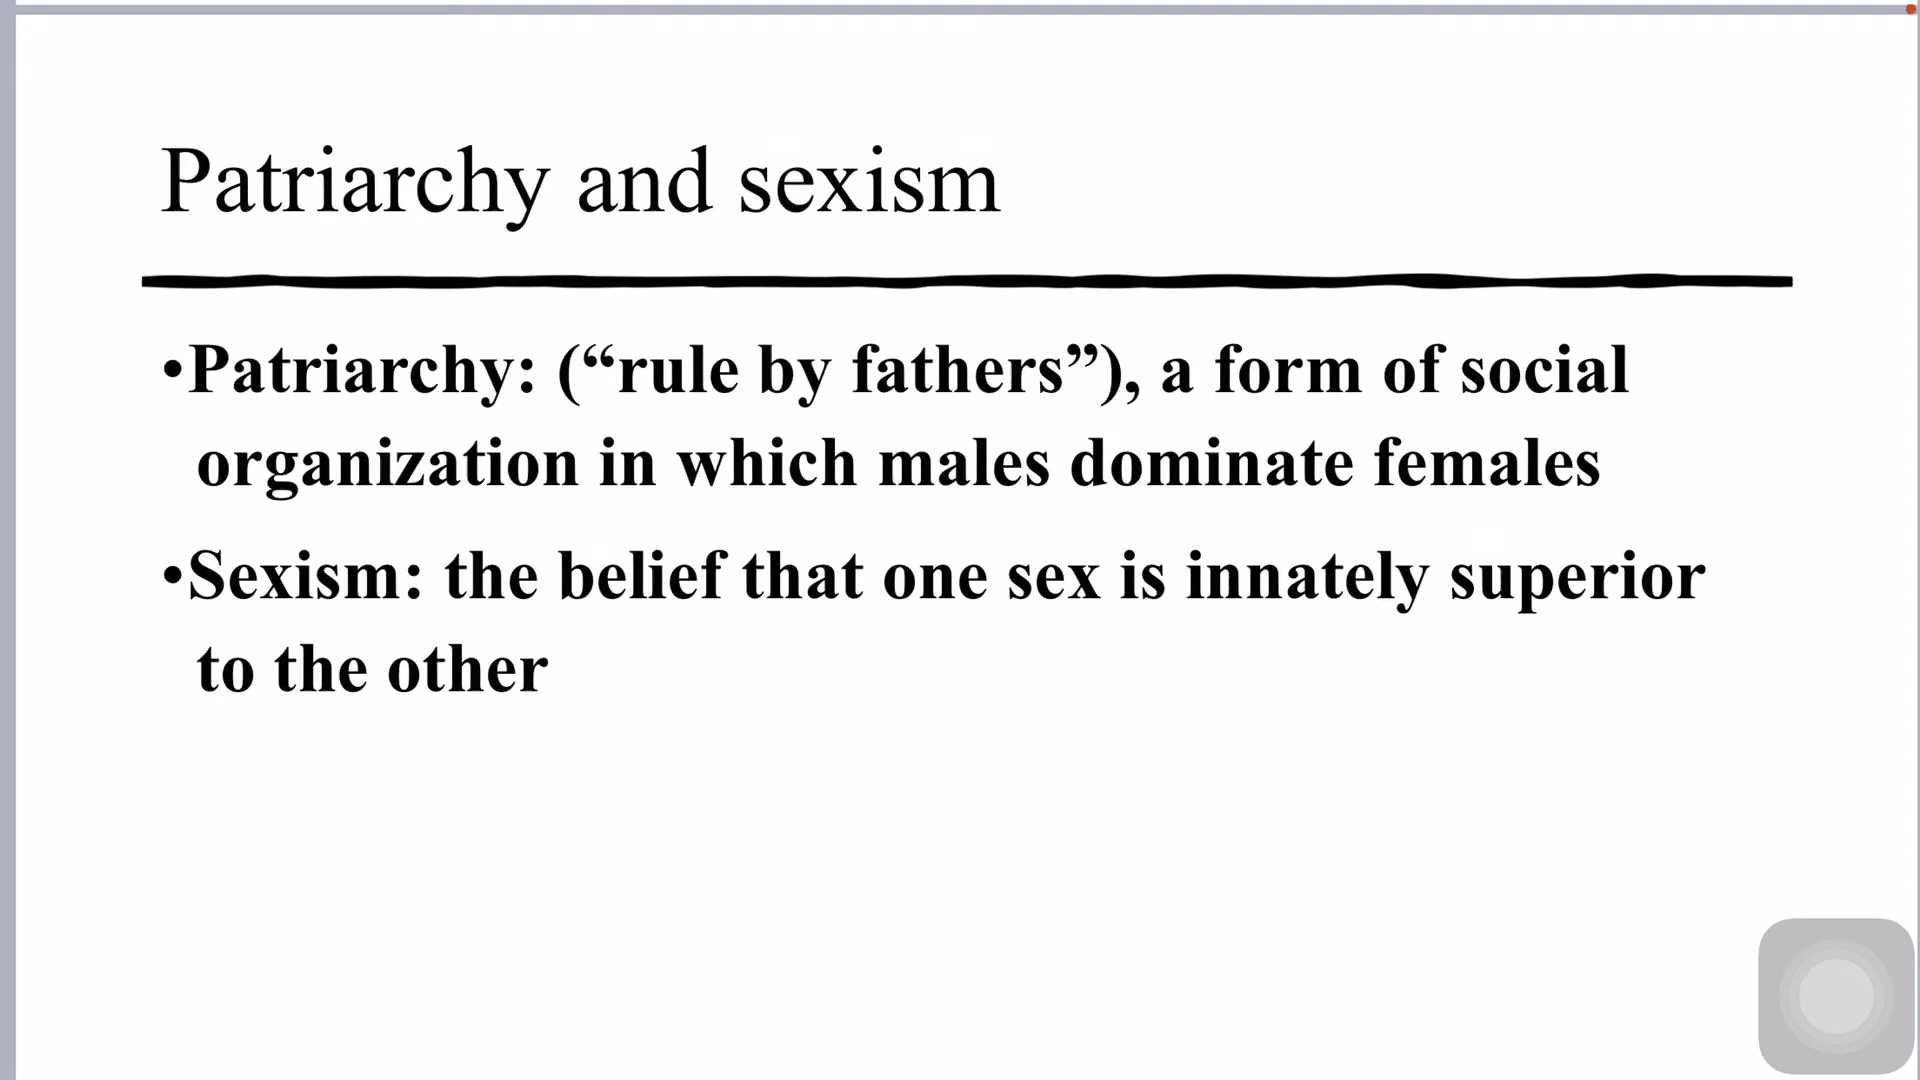 Patriarchy and sexism
•Patriarchy: (“rule by fathers”), a form of social
organization in which males dominate females
•Sexism: the belief that one sex is innately superior
to the other